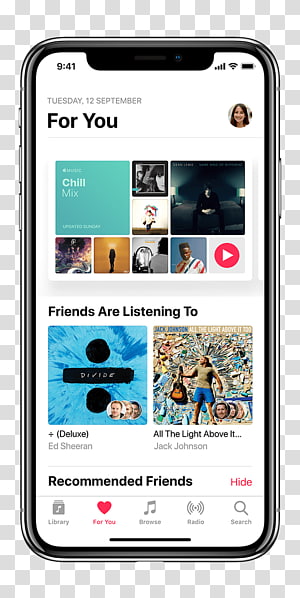 9:41
TUESDAY, 12 SEPTEMBER
For You
MUSIC
Chill
Mix
UPDATED SUNDAY
Friends Are Listening To
DIVIDE
JACK JOHNSON ALL THE LIGHT ABOVE IT TOO
÷ (Deluxe)
All The Light Above It...
Ed Sheeran
Jack Johnson
Recommended Friends
Hide
Library
For You
Browse
Radio
Search